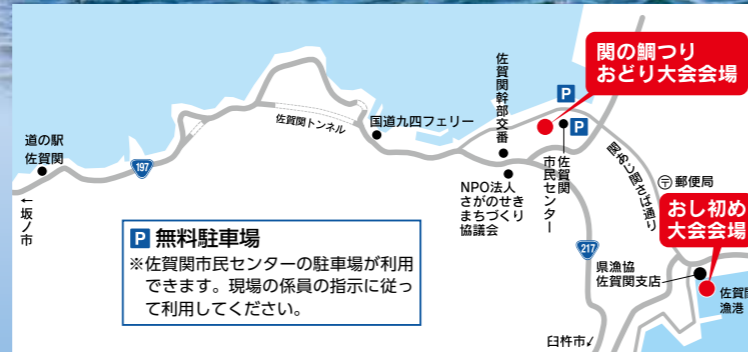 関の鯛つり
おどり大会会場
佐賀関幹部交番
P
P
国道九四フェリー
佐賀関トンネル
道の駅
佐賀関
197
←坂ノ市
佐賀関
市民センター
関あじ関さば通り
〒郵便局
NPO法人
さがのせき
まちづくり
協議会
おし初め
大会会場
217
県漁協
佐賀関支店
佐賀関
漁港
臼杵市↙
P 無料駐車場
※佐賀関市民センターの駐車場が利用
できます。現場の係員の指示に従っ
て利用してください。